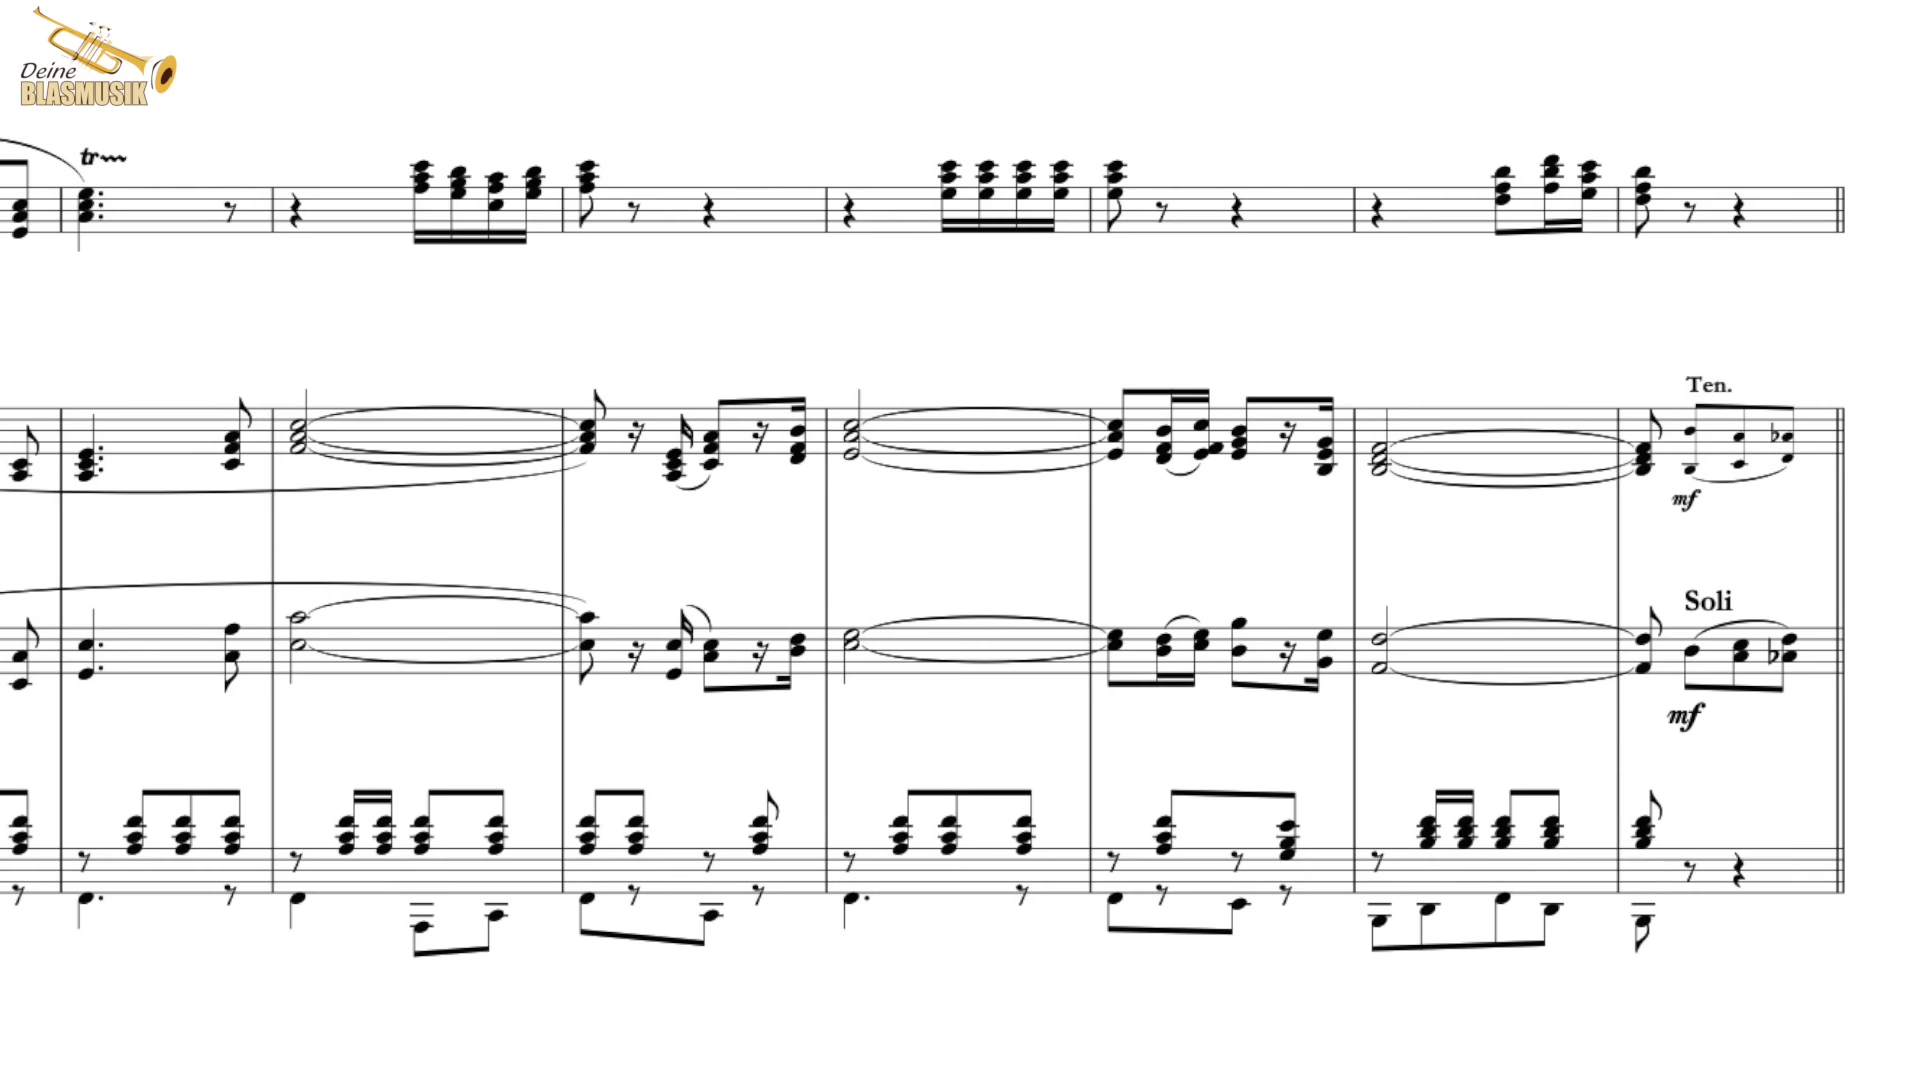 Deine
BLASMUSIK
tr
Ten.
mf
Soli
mf